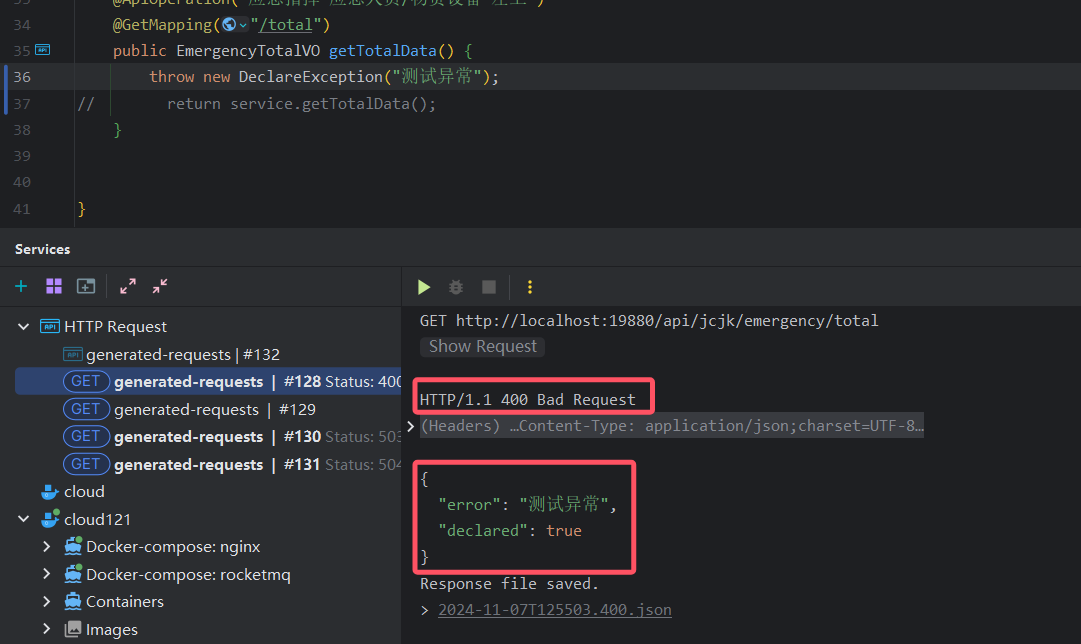 34 @GetMapping("/total")
35 public EmergencyTotalVO getTotalData() {
36 throw new DeclareException("测试异常");
37 // return service.getTotalData();
38 }
39
40
41 }
Services
HTTP Request
API generated-requests | #132
GET generated-requests | #128 Status: 400
GET generated-requests | #129
GET generated-requests | #130 Status: 503
GET generated-requests | #131 Status: 504
cloud
cloud121
Docker-compose: nginx
Docker-compose: rocketmq
Containers
Images
GET http://localhost:19880/api/jcjk/emergency/total
Show Request
HTTP/1.1 400 Bad Request
(Headers) …Content-Type: application/json;charset=UTF-8…
{
"error": "测试异常",
"declared": true
}
Response file saved.
> 2024-11-07T125503.400.json